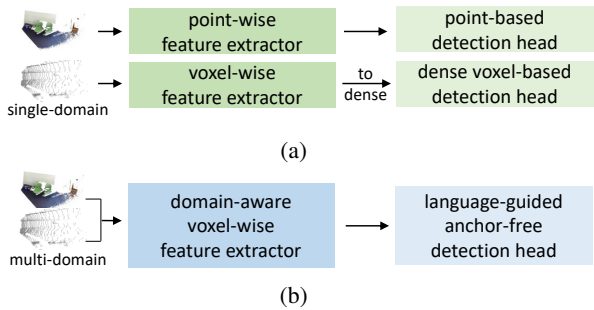 point-wise
feature extractor
point-based
detection head
single-domain
voxel-wise
feature extractor
to
dense
dense voxel-based
detection head
(a)
multi-domain
domain-aware
voxel-wise
feature extractor
language-guided
anchor-free
detection head
(b)